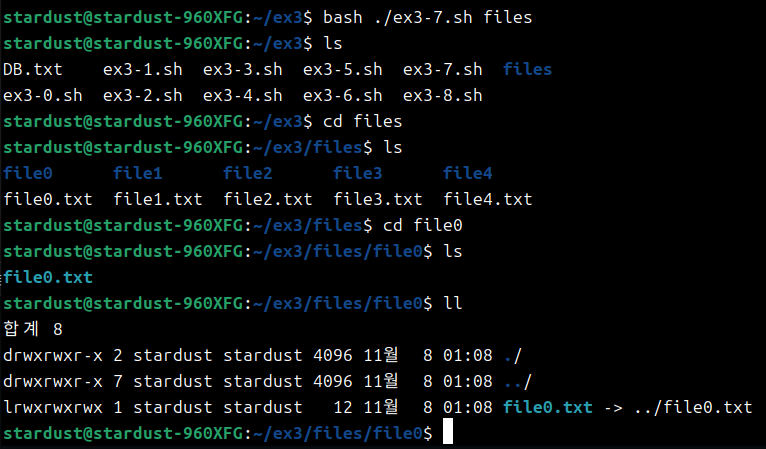 stardust@stardust-960XFG:~/ex3$ bash ./ex3-7.sh files
stardust@stardust-960XFG:~/ex3$ ls
DB.txt    ex3-1.sh  ex3-3.sh  ex3-5.sh  ex3-7.sh  files
ex3-0.sh  ex3-2.sh  ex3-4.sh  ex3-6.sh  ex3-8.sh
stardust@stardust-960XFG:~/ex3$ cd files
stardust@stardust-960XFG:~/ex3/files$ ls
file0      file1      file2      file3      file4
file0.txt  file1.txt  file2.txt  file3.txt  file4.txt
stardust@stardust-960XFG:~/ex3/files$ cd file0
stardust@stardust-960XFG:~/ex3/files/file0$ ls
file0.txt
stardust@stardust-960XFG:~/ex3/files/file0$ ll
합계 8
drwxrwxr-x 2 stardust stardust 4096 11월  8 01:08 ./
drwxrwxr-x 7 stardust stardust 4096 11월  8 01:08 ../
lrwxrwxrwx 1 stardust stardust   12 11월  8 01:08 file0.txt -> ../file0.txt
stardust@stardust-960XFG:~/ex3/files/file0$